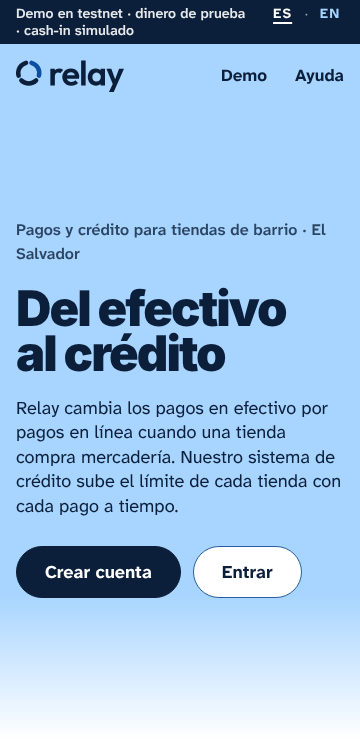 Demo en testnet · dinero de prueba
· cash-in simulado
ES · EN
relay
Demo
Ayuda
Pagos y crédito para tiendas de barrio · El
Salvador
Del efectivo
al crédito
Relay cambia los pagos en efectivo por
pagos en línea cuando una tienda
compra mercadería. Nuestro sistema de
crédito sube el límite de cada tienda con
cada pago a tiempo.
Crear cuenta
Entrar